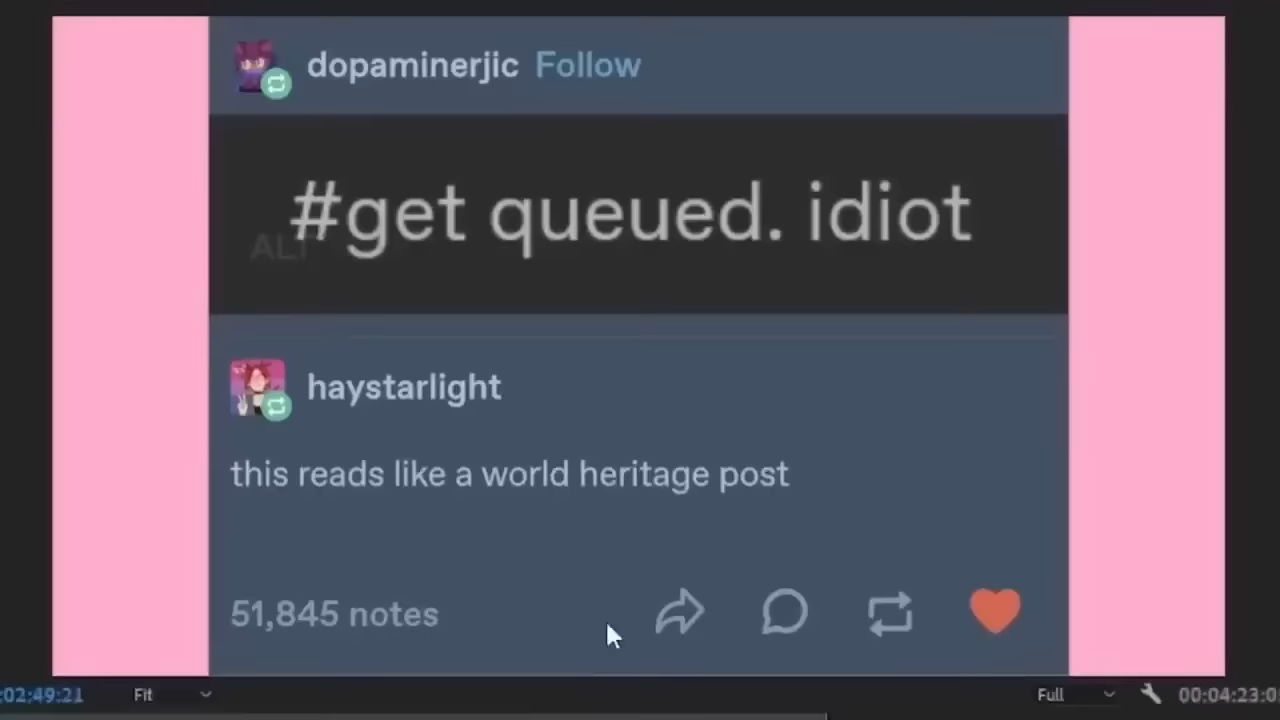 dopaminerjic Follow
#get queued. idiot
ALT
haystarlight
this reads like a world heritage post
51,845 notes
:02:49:21 Fit Full 00:04:23:0